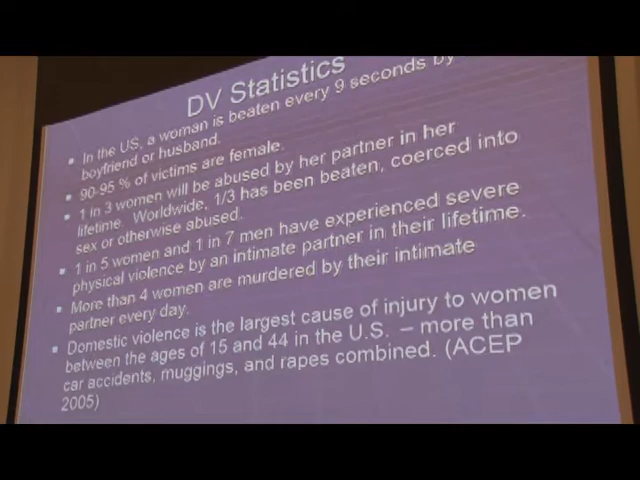 DV Statistics
In the US, a woman is beaten every 9 seconds by
boyfriend or husband.
90-95 % of victims are female.
1 in 3 women will be abused by her partner in her
lifetime. Worldwide, 1/3 has been beaten, coerced into
sex or otherwise abused.
1 in 5 women and 1 in 7 men have experienced severe
physical violence by an intimate partner in their lifetime.
More than 4 women are murdered by their intimate
partner every day.
Domestic violence is the largest cause of injury to women
between the ages of 15 and 44 in the U.S. – more than
car accidents, muggings, and rapes combined. (ACEP
2005)